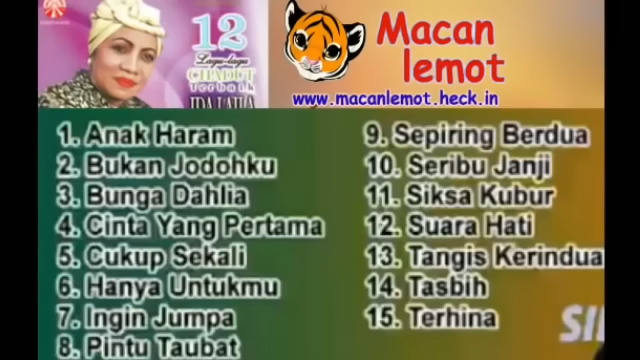 12
Lagu-lagu
CHADUT
Terbaik
IDA LAILA
Macan
lemot
www.macanlemot.heck.in
1. Anak Haram
2. Bukan Jodohku
3. Bunga Dahlia
4. Cinta Yang Pertama
5. Cukup Sekali
6. Hanya Untukmu
7. Ingin Jumpa
8. Pintu Taubat
9. Sepiring Berdua
10. Seribu Janji
11. Siksa Kubur
12. Suara Hati
13. Tangis Kerindua
14. Tasbih
15. Terhina